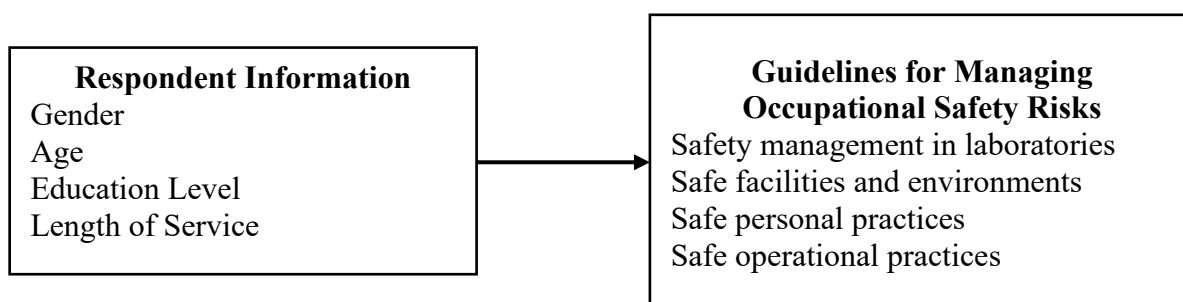 Respondent Information
Gender
Age
Education Level
Length of Service
Guidelines for Managing
Occupational Safety Risks
Safety management in laboratories
Safe facilities and environments
Safe personal practices
Safe operational practices